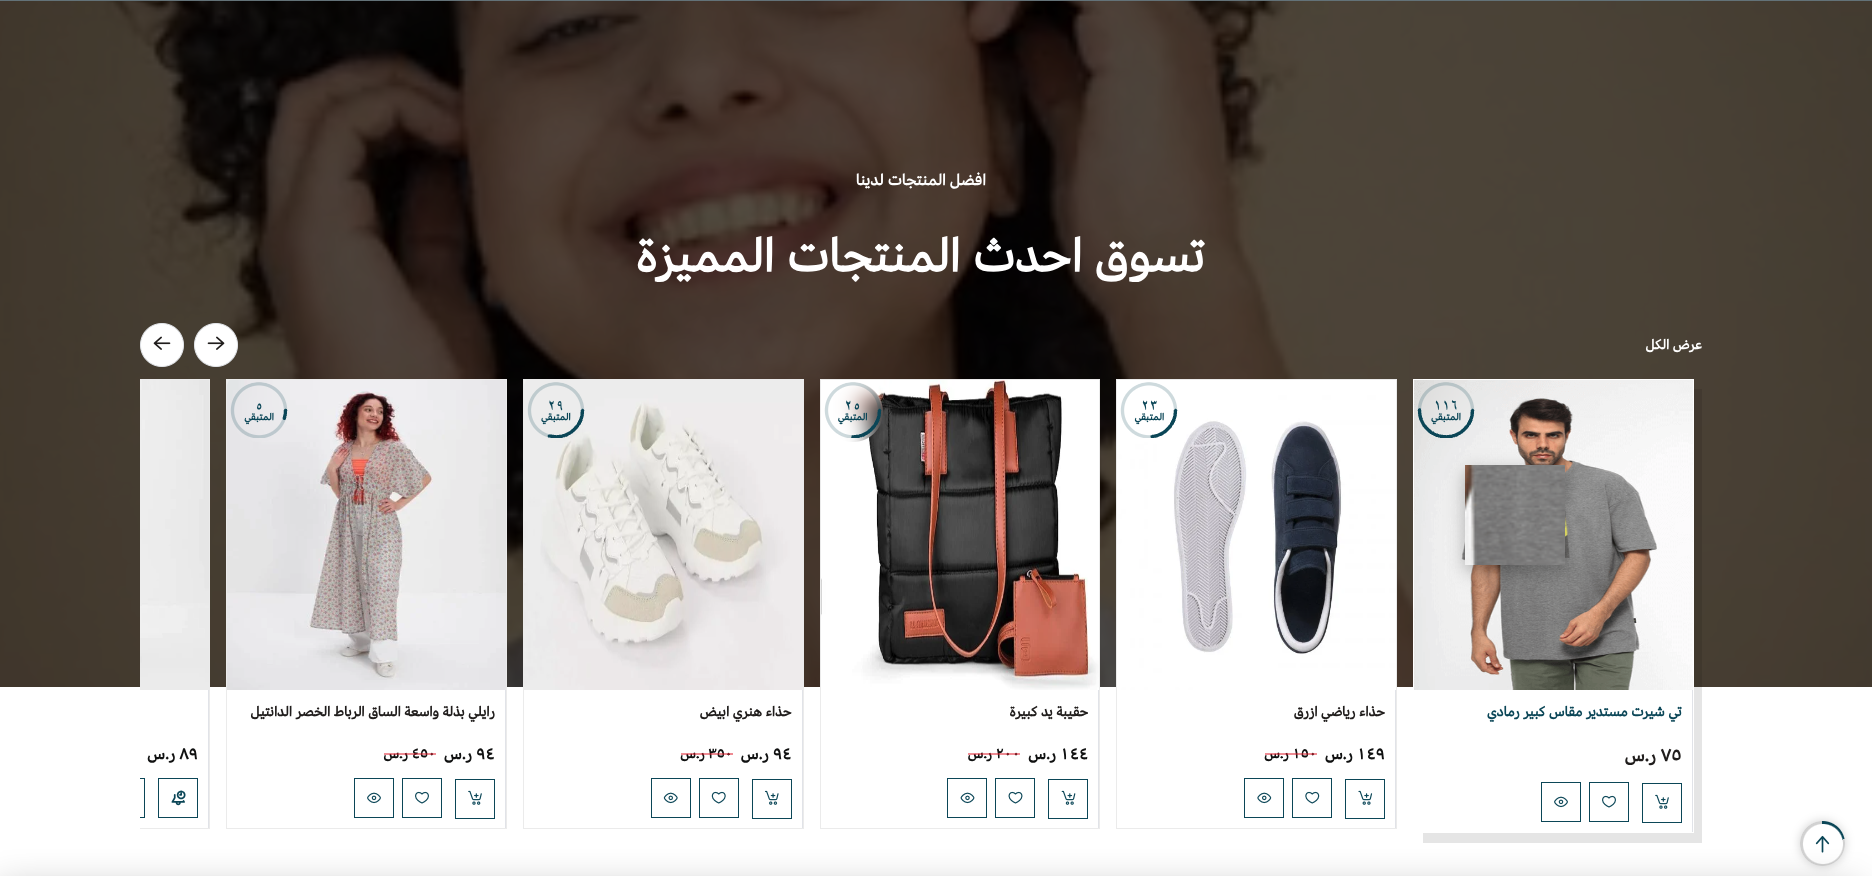 افضل المنتجات لدينا
تسوق احدث المنتجات المميزة
عرض الكل
١١٦
المتبقي
تي شيرت مستدير مقاس كبير رمادي
٧٥ ر.س
٢٣
المتبقي
حذاء رياضي ازرق
١٤٩ ر.س ١٥٠ ر.س
٢٥
المتبقي
حقيبة يد كبيرة
١٤٤ ر.س ٢٠٠ ر.س
٢٩
المتبقي
حذاء هنري ابيض
٩٤ ر.س ٣٥٠ ر.س
٥
المتبقي
رايلي بذلة واسعة الساق الرباط الخصر الدانتيل
٩٤ ر.س ٤٥٠ ر.س
٨٩ ر.س